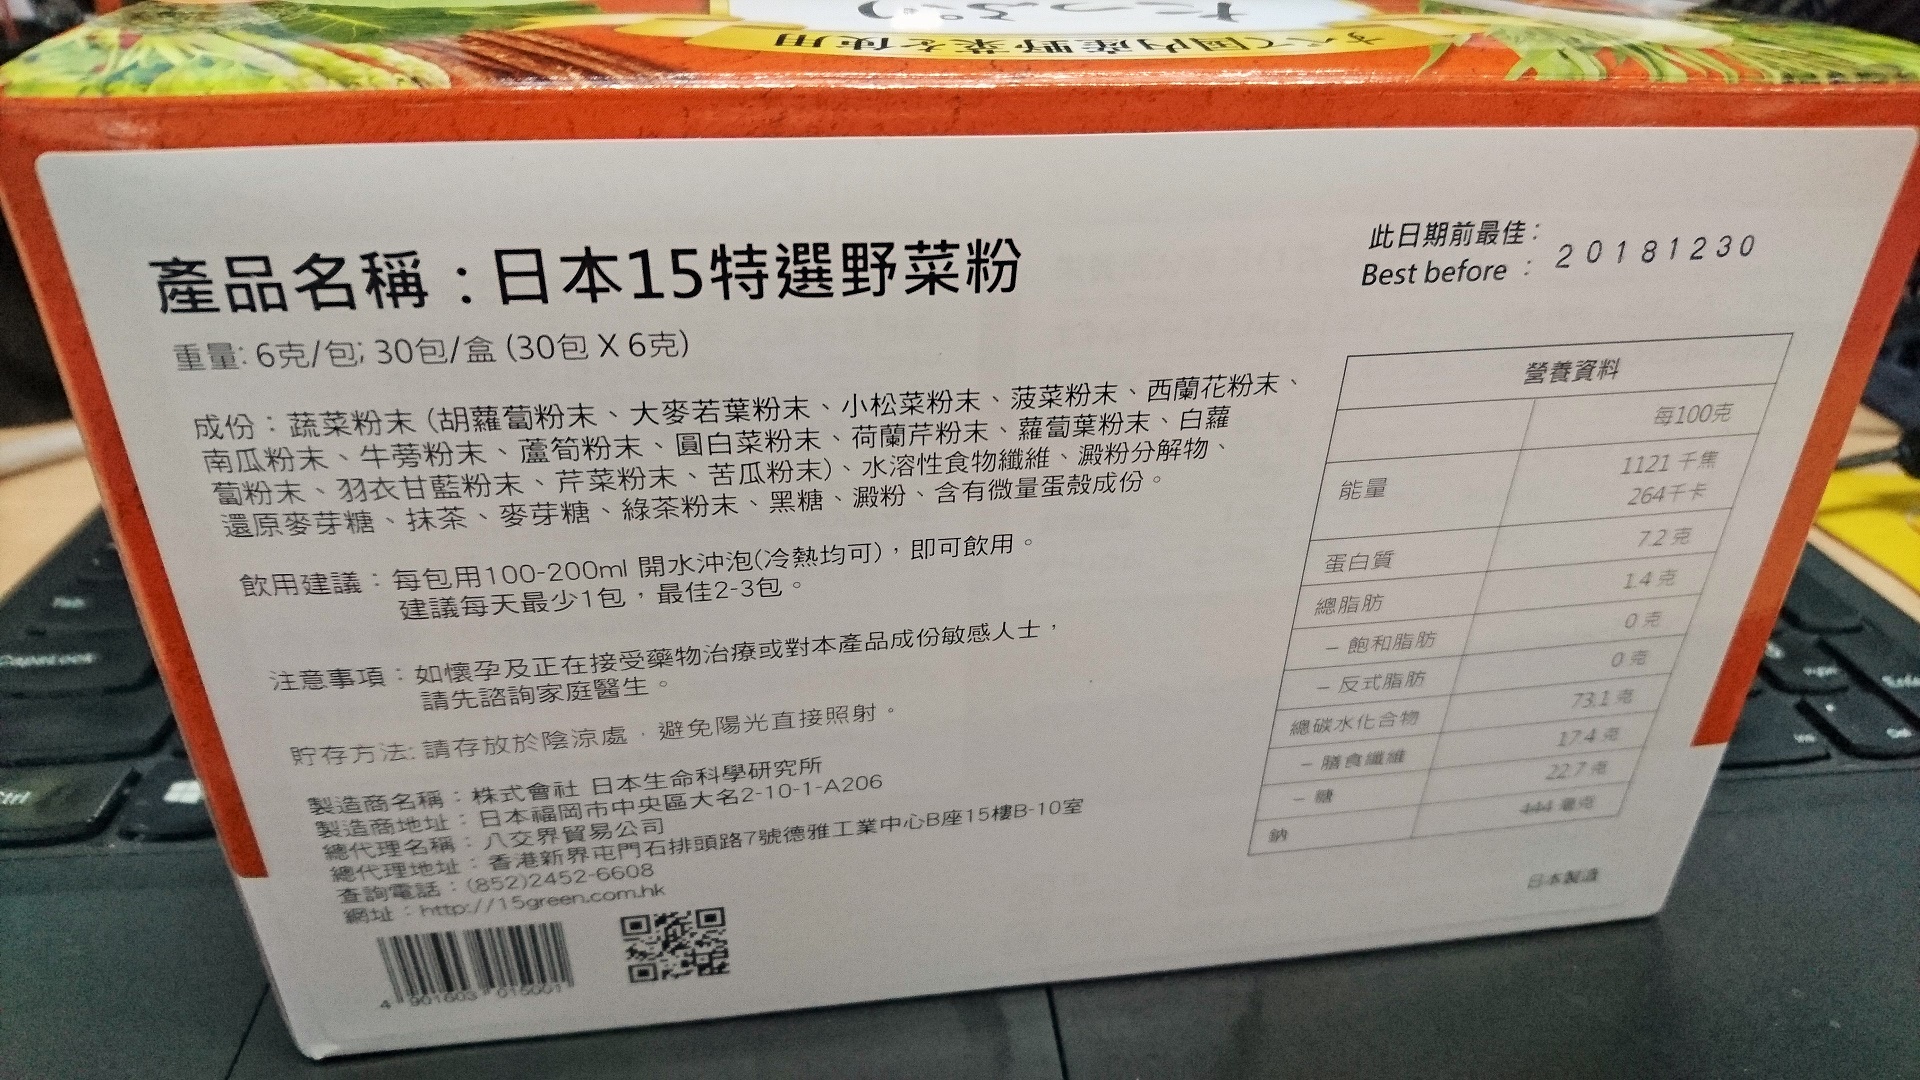 すべて国内産野菜を使用
産品名稱：日本15特選野菜粉
重量: 6克/包; 30包/盒 (30包 X 6克)
成份：蔬菜粉末 (胡蘿蔔粉末、大麥若葉粉末、小松菜粉末、菠菜粉末、西蘭花粉末、
南瓜粉末、牛蒡粉末、蘆筍粉末、圓白菜粉末、荷蘭芹粉末、蘿蔔葉粉末、白蘿
蔔粉末、羽衣甘藍粉末、芹菜粉末、苦瓜粉末)、水溶性食物纖維、澱粉分解物、
還原麥芽糖、抹茶、麥芽糖、綠茶粉末、黑糖、澱粉、含有微量蛋殼成份。
飲用建議：每包用100-200ml 開水沖泡(冷熱均可)，即可飲用。
建議每天最少1包，最佳2-3包。
注意事項：如懷孕及正在接受藥物治療或對本產品成份敏感人士，
請先諮詢家庭醫生。
貯存方法: 請存放於陰涼處，避免陽光直接照射。
製造商名稱：株式會社 日本生命科學研究所
製造商地址：日本福岡市中央區大名2-10-1-A206
總代理名稱：八交界貿易公司
總代理地址：香港新界屯門石排頭路7號德雅工業中心B座15樓B-10室
查詢電話：(852)2452-6608
網址：http://15green.com.hk
4 901603 015001
此日期前最佳：
Best before : 20181230
營養資料
每100克
能量 1121 千焦
264千卡
蛋白質 7.2 克
總脂肪 1.4 克
– 飽和脂肪 0 克
– 反式脂肪 0 克
總碳水化合物 73.1 克
– 膳食纖維 17.4 克
– 糖 22.7 克
鈉 444 毫克
日本製造